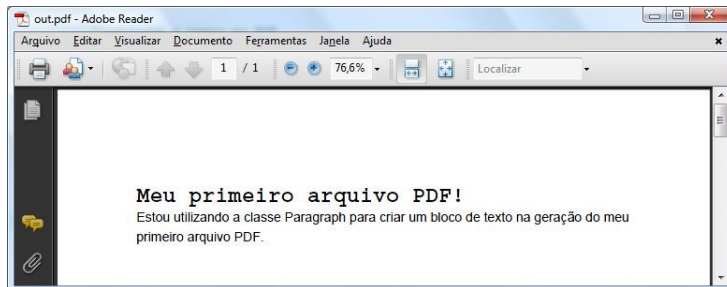 out.pdf - Adobe Reader
Arquivo Editar Visualizar Documento Ferramentas Janela Ajuda
1 / 1 76,6% Localizar
Meu primeiro arquivo PDF!
Estou utilizando a classe Paragraph para criar um bloco de texto na geração do meu
primeiro arquivo PDF.